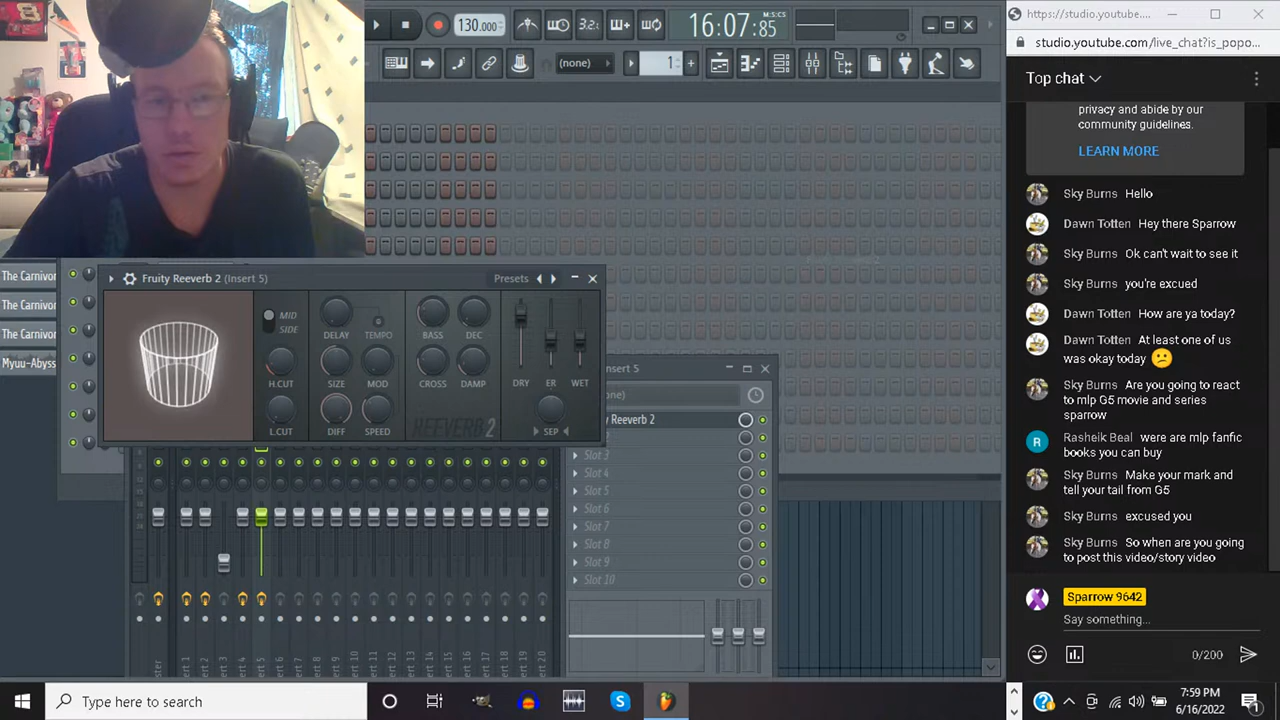 130.000
3.2.
16:07:85
M:S:CS
(none)
1
https://studio.youtube....
studio.youtube.com/live_chat?is_popo...
Top chat
privacy and abide by our
community guidelines.
LEARN MORE
Sky Burns Hello
Dawn Totten Hey there Sparrow
Sky Burns Ok can't wait to see it
Sky Burns you're excued
Dawn Totten How are ya today?
Dawn Totten At least one of us
was okay today
Sky Burns Are you going to react
to mlp G5 movie and series
sparrow
R Rasheik Beal were are mlp fanfic
books you can buy
Sky Burns Make your mark and
tell your tail from G5
Sky Burns excuse you
Sky Burns So when are you going
to post this video/story video
Sparrow 9642
Say something...
0/200
The Carnivor
The Carnivor
The Carnivor
Myuu-Abyss
Fruity Reeverb 2 (Insert 5)
Presets
MID
SIDE
H.CUT
L.CUT
DELAY
TEMPO
SIZE
MOD
DIFF
SPEED
BASS
DEC
CROSS
DAMP
REEVERB2
DRY
ER
WET
SEP
sert 5
y Reeverb 2
Slot 3
Slot 4
Slot 5
Slot 6
Slot 7
Slot 8
Slot 9
Slot 10
Type here to search
7:59 PM
6/16/2022
1